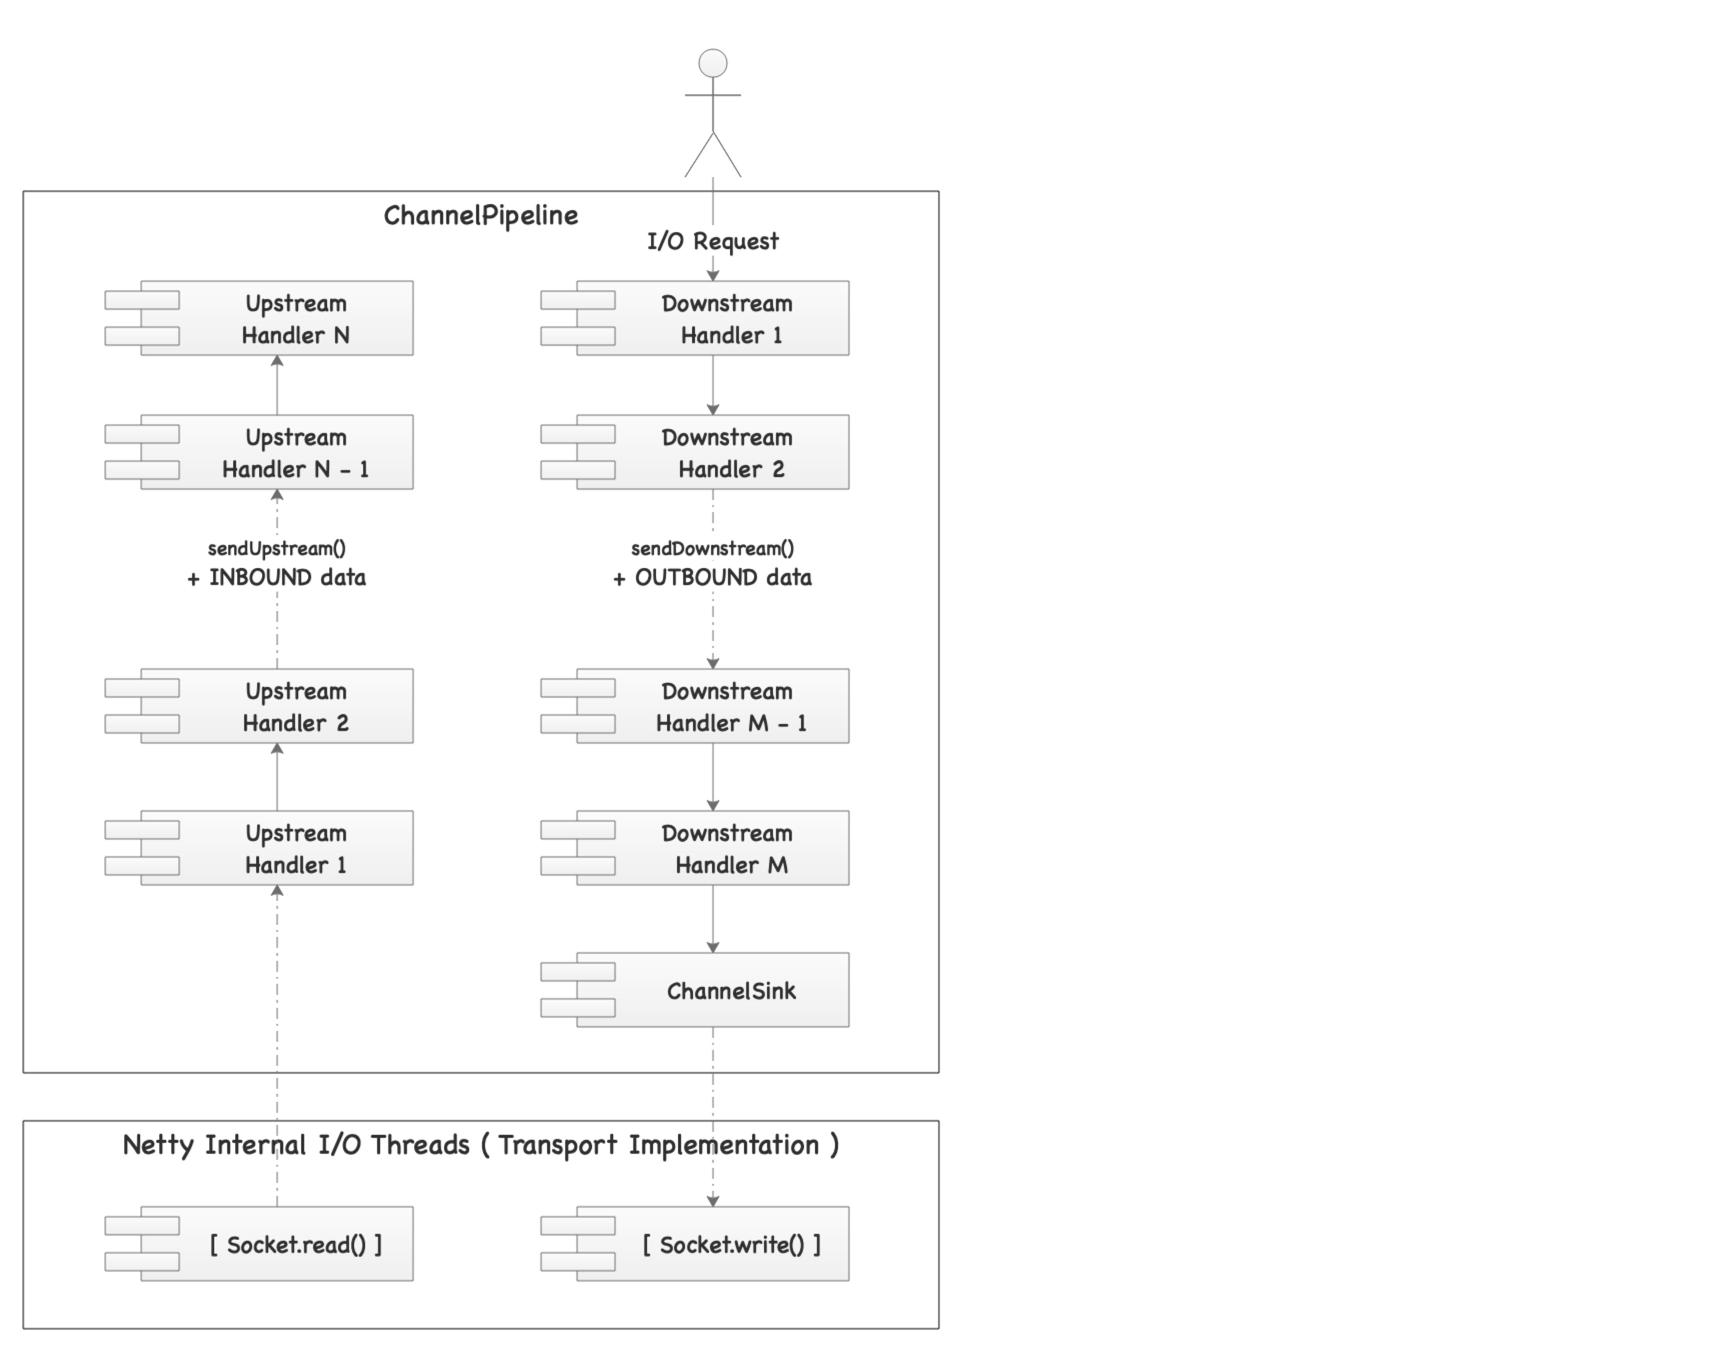 ChannelPipeline
I/O Request
Upstream
Handler N
Downstream
Handler 1
Upstream
Handler N - 1
Downstream
Handler 2
sendUpstream()
+ INBOUND data
sendDownstream()
+ OUTBOUND data
Upstream
Handler 2
Downstream
Handler M - 1
Upstream
Handler 1
Downstream
Handler M
ChannelSink
Netty Internal I/O Threads ( Transport Implementation )
[ Socket.read() ]
[ Socket.write() ]